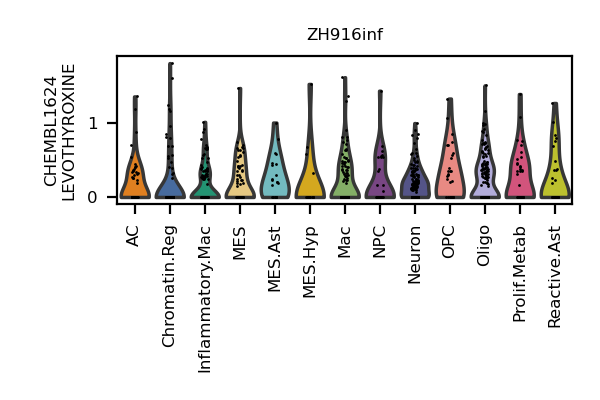 ZH916inf
CHEMBL1624
LEVOTHYROXINE
1
0
AC
Chromatin.Reg
Inflammatory.Mac
MES
MES.Ast
MES.Hyp
Mac
NPC
Neuron
OPC
Oligo
Prolif.Metab
Reactive.Ast